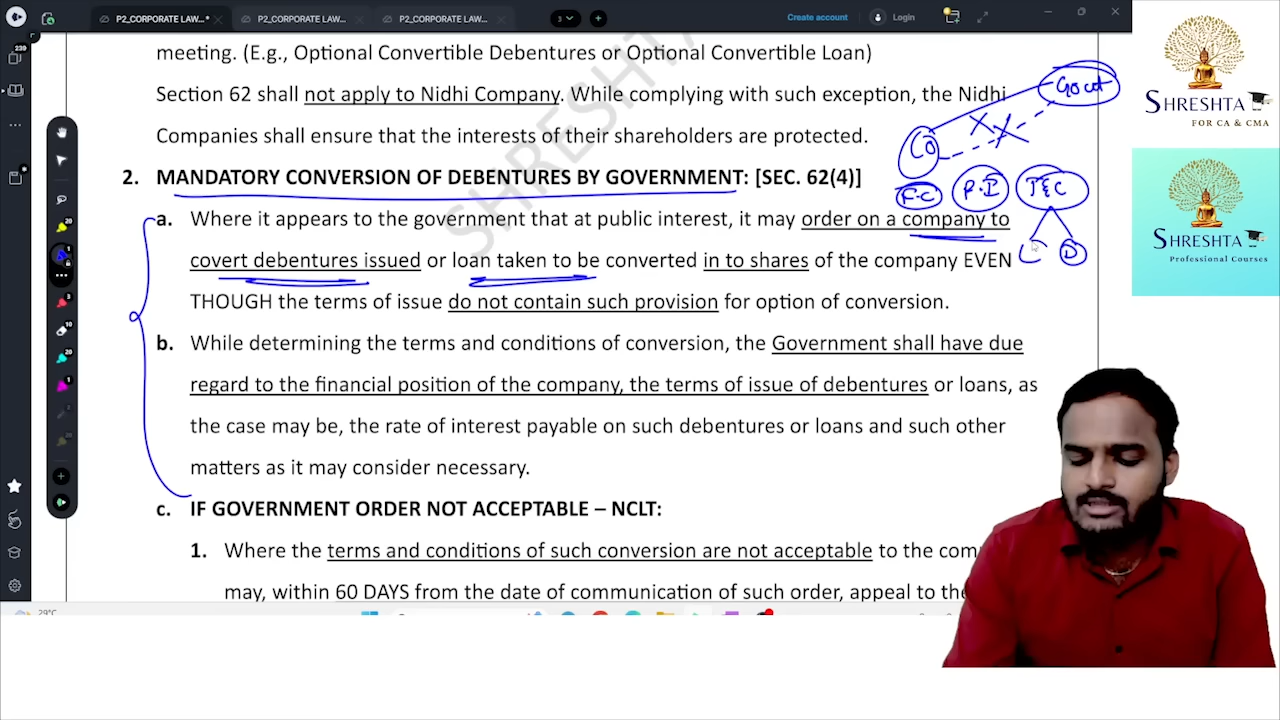 P2_CORPORATE LAW...*
P2_CORPORATE LAW...
P2_CORPORATE LAW...
3
Create account
Login
239
meeting. (E.g., Optional Convertible Debentures or Optional Convertible Loan)
Section 62 shall not apply to Nidhi Company. While complying with such exception, the Nidhi
Companies shall ensure that the interests of their shareholders are protected.
2. MANDATORY CONVERSION OF DEBENTURES BY GOVERNMENT: [SEC. 62(4)]
a. Where it appears to the government that at public interest, it may order on a company to
covert debentures issued or loan taken to be converted in to shares of the company EVEN
THOUGH the terms of issue do not contain such provision for option of conversion.
b. While determining the terms and conditions of conversion, the Government shall have due
regard to the financial position of the company, the terms of issue of debentures or loans, as
the case may be, the rate of interest payable on such debentures or loans and such other
matters as it may consider necessary.
c. IF GOVERNMENT ORDER NOT ACCEPTABLE – NCLT:
1. Where the terms and conditions of such conversion are not acceptable to the com
may, within 60 DAYS from the date of communication of such order, appeal to the
SHRESHTA
Govt
CO
F.C
R.I
T&C
L
D
29°C
SHRESHTA
FOR CA & CMA
SHRESHTA
Professional Courses